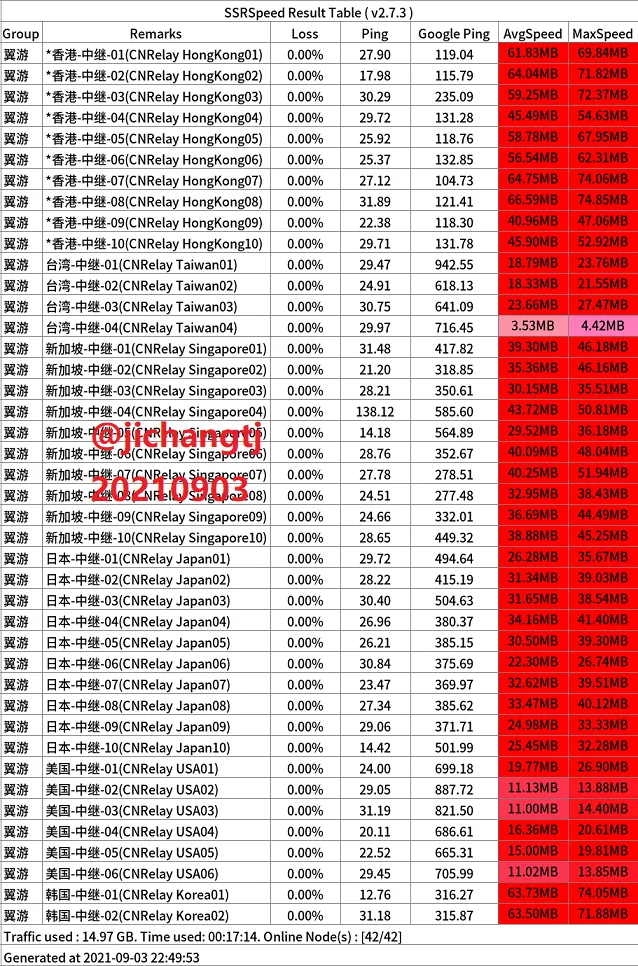 SSRSpeed Result Table ( v2.7.3 )
Group Remarks Loss Ping Google Ping AvgSpeed MaxSpeed
翼游 *香港-中继-01(CNRelay HongKong01) 0.00% 27.90 119.04 61.83MB 69.84MB
翼游 *香港-中继-02(CNRelay HongKong02) 0.00% 17.98 115.79 64.04MB 71.82MB
翼游 *香港-中继-03(CNRelay HongKong03) 0.00% 30.29 235.09 59.25MB 72.37MB
翼游 *香港-中继-04(CNRelay HongKong04) 0.00% 29.72 131.28 45.49MB 54.63MB
翼游 *香港-中继-05(CNRelay HongKong05) 0.00% 25.92 118.76 58.78MB 67.95MB
翼游 *香港-中继-06(CNRelay HongKong06) 0.00% 25.37 132.85 56.54MB 62.31MB
翼游 *香港-中继-07(CNRelay HongKong07) 0.00% 27.12 104.73 64.75MB 74.06MB
翼游 *香港-中继-08(CNRelay HongKong08) 0.00% 31.89 121.41 66.59MB 74.85MB
翼游 *香港-中继-09(CNRelay HongKong09) 0.00% 22.38 118.30 40.96MB 47.06MB
翼游 *香港-中继-10(CNRelay HongKong10) 0.00% 29.71 131.78 45.90MB 52.92MB
翼游 台湾-中继-01(CNRelay Taiwan01) 0.00% 29.47 942.55 18.79MB 23.76MB
翼游 台湾-中继-02(CNRelay Taiwan02) 0.00% 24.91 618.13 18.33MB 21.55MB
翼游 台湾-中继-03(CNRelay Taiwan03) 0.00% 30.75 641.09 23.66MB 27.47MB
翼游 台湾-中继-04(CNRelay Taiwan04) 0.00% 29.97 716.45 3.53MB 4.42MB
翼游 新加坡-中继-01(CNRelay Singapore01) 0.00% 31.48 417.82 39.30MB 46.18MB
翼游 新加坡-中继-02(CNRelay Singapore02) 0.00% 21.20 318.85 35.36MB 46.16MB
翼游 新加坡-中继-03(CNRelay Singapore03) 0.00% 28.21 350.61 30.15MB 35.51MB
翼游 新加坡-中继-04(CNRelay Singapore04) 0.00% 138.12 585.60 43.72MB 50.81MB
翼游 新加坡-中继-05(CNRelay Singapore05) 0.00% 14.18 564.89 29.52MB 36.18MB
@jichangtj
翼游 新加坡-中继-06(CNRelay Singapore06) 0.00% 28.76 352.67 40.09MB 48.04MB
翼游 新加坡-中继-07(CNRelay Singapore07) 0.00% 27.78 278.51 40.25MB 51.94MB
20210903
翼游 新加坡-中继-08(CNRelay Singapore08) 0.00% 24.51 277.48 32.95MB 38.43MB
翼游 新加坡-中继-09(CNRelay Singapore09) 0.00% 24.66 332.01 36.69MB 44.49MB
翼游 新加坡-中继-10(CNRelay Singapore10) 0.00% 28.65 449.32 38.88MB 45.25MB
翼游 日本-中继-01(CNRelay Japan01) 0.00% 29.72 494.64 26.28MB 35.67MB
翼游 日本-中继-02(CNRelay Japan02) 0.00% 28.22 415.19 31.34MB 39.03MB
翼游 日本-中继-03(CNRelay Japan03) 0.00% 30.40 504.63 31.65MB 38.54MB
翼游 日本-中继-04(CNRelay Japan04) 0.00% 26.96 380.37 34.16MB 41.40MB
翼游 日本-中继-05(CNRelay Japan05) 0.00% 26.21 385.15 30.50MB 39.30MB
翼游 日本-中继-06(CNRelay Japan06) 0.00% 30.84 375.69 22.30MB 26.74MB
翼游 日本-中继-07(CNRelay Japan07) 0.00% 23.47 369.97 32.62MB 39.51MB
翼游 日本-中继-08(CNRelay Japan08) 0.00% 27.34 385.62 33.47MB 40.12MB
翼游 日本-中继-09(CNRelay Japan09) 0.00% 29.06 371.71 24.98MB 33.33MB
翼游 日本-中继-10(CNRelay Japan10) 0.00% 14.42 501.99 25.45MB 32.28MB
翼游 美国-中继-01(CNRelay USA01) 0.00% 24.00 699.18 19.77MB 26.90MB
翼游 美国-中继-02(CNRelay USA02) 0.00% 29.05 887.72 11.13MB 13.88MB
翼游 美国-中继-03(CNRelay USA03) 0.00% 31.19 821.50 11.00MB 14.40MB
翼游 美国-中继-04(CNRelay USA04) 0.00% 20.11 686.61 16.36MB 20.61MB
翼游 美国-中继-05(CNRelay USA05) 0.00% 22.52 665.31 15.00MB 19.81MB
翼游 美国-中继-06(CNRelay USA06) 0.00% 29.45 705.99 11.02MB 13.85MB
翼游 韩国-中继-01(CNRelay Korea01) 0.00% 12.76 316.27 63.73MB 74.05MB
翼游 韩国-中继-02(CNRelay Korea02) 0.00% 31.18 315.87 63.50MB 71.88MB
Traffic used : 14.97 GB. Time used: 00:17:14. Online Node(s) : [42/42]
Generated at 2021-09-03 22:49:53